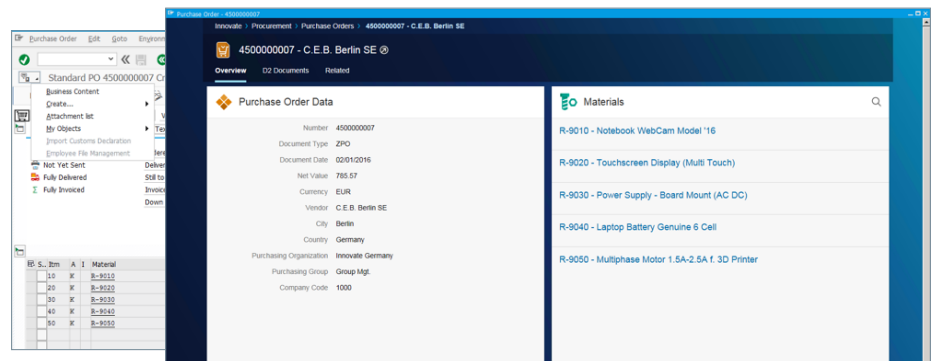 Purchase Order - 4500000007
Innovate > Procurement > Purchase Orders > 4500000007 - C.E.B. Berlin SE
4500000007 - C.E.B. Berlin SE
Overview D2 Documents Related
Purchase Order Edit Goto
Standard PO 4500000007
Business Content
Create...
Attachment list
My Objects
Import Customs Declaration
Employee File Management
Not Yet Sent
Fully Delivered Still to
Σ Fully Invoiced
Down
S.. Itm A I Material
10 K R-9010
20 K R-9020
30 K R-9030
40 K R-9040
50 K R-9050
Purchase Order Data
Number 4500000007
Document Type ZPO
Document Date 02/01/2016
Net Value 785.57
Currency EUR
Vendor C.E.B. Berlin SE
City Berlin
Country Germany
Purchasing Organization Innovate Germany
Purchasing Group Group Mgt.
Company Code 1000
Materials
R-9010 - Notebook WebCam Model '16
R-9020 - Touchscreen Display (Multi Touch)
R-9030 - Power Supply - Board Mount (AC DC)
R-9040 - Laptop Battery Genuine 6 Cell
R-9050 - Multiphase Motor 1.5A-2.5A f. 3D Printer